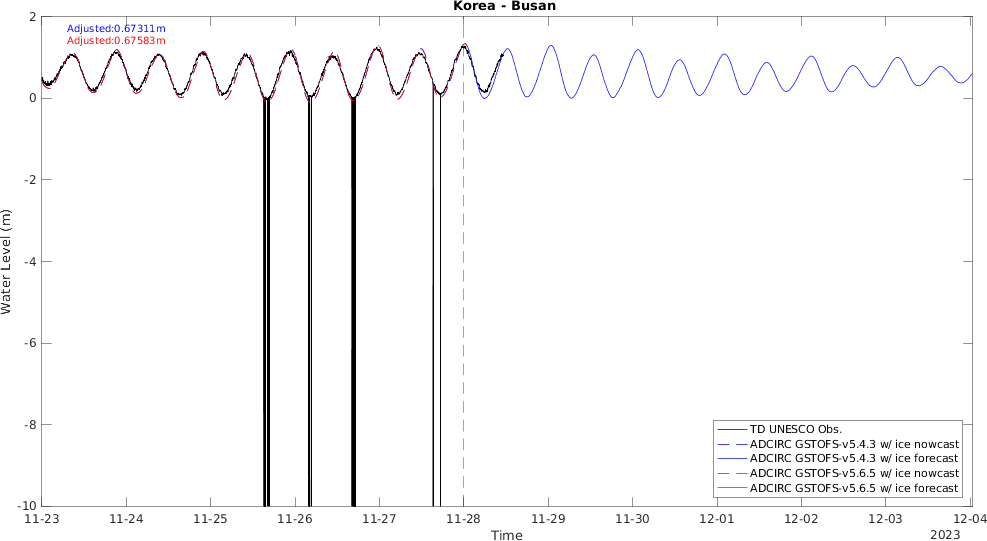 Korea - Busan
Adjusted:0.67311m
Adjusted:0.67583m
2
0
-2
-4
-6
-8
-10
Water Level (m)
TD UNESCO Obs.
ADCIRC GSTOFS-v5.4.3 w/ ice nowcast
ADCIRC GSTOFS-v5.4.3 w/ ice forecast
ADCIRC GSTOFS-v5.6.5 w/ ice nowcast
ADCIRC GSTOFS-v5.6.5 w/ ice forecast
11-23 11-24 11-25 11-26 11-27 11-28 11-29 11-30 12-01 12-02 12-03 12-04
Time
2023